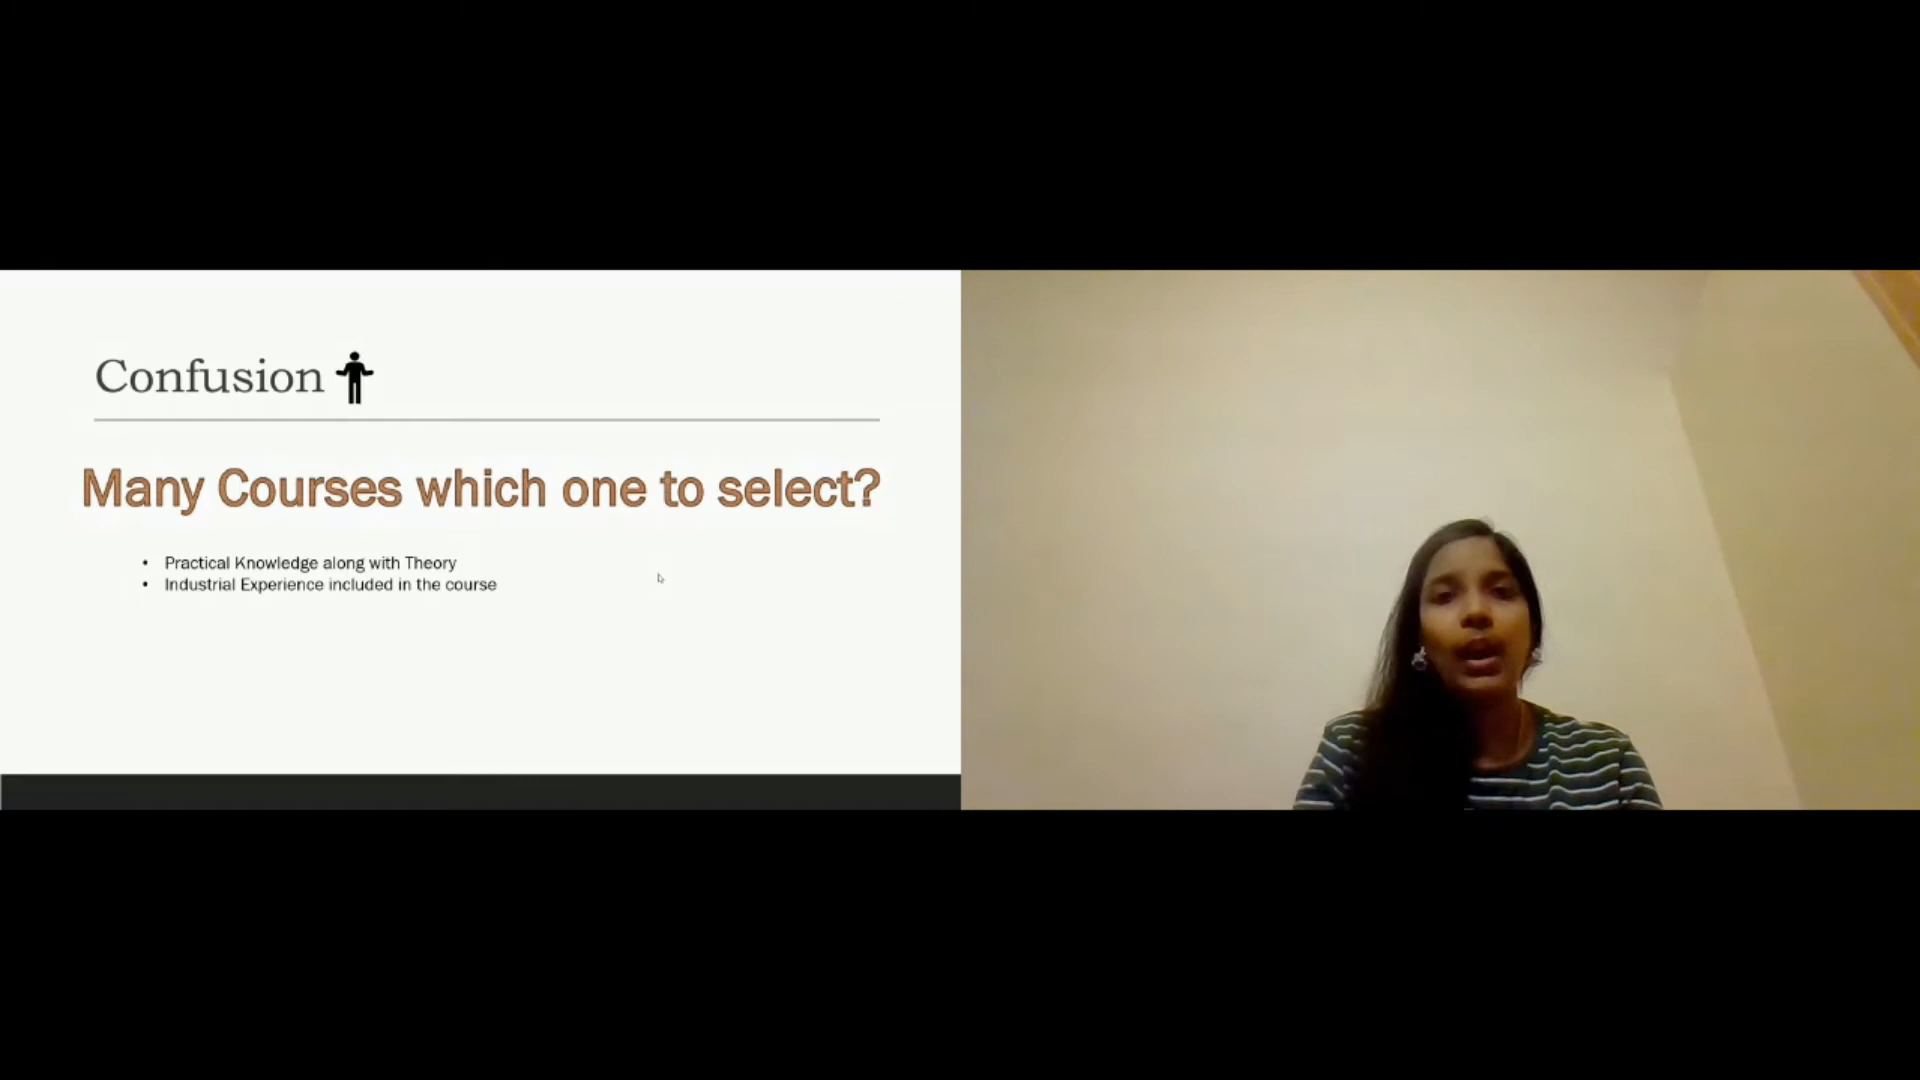 Confusion
Many Courses which one to select?
• Practical Knowledge along with Theory
• Industrial Experience included in the course